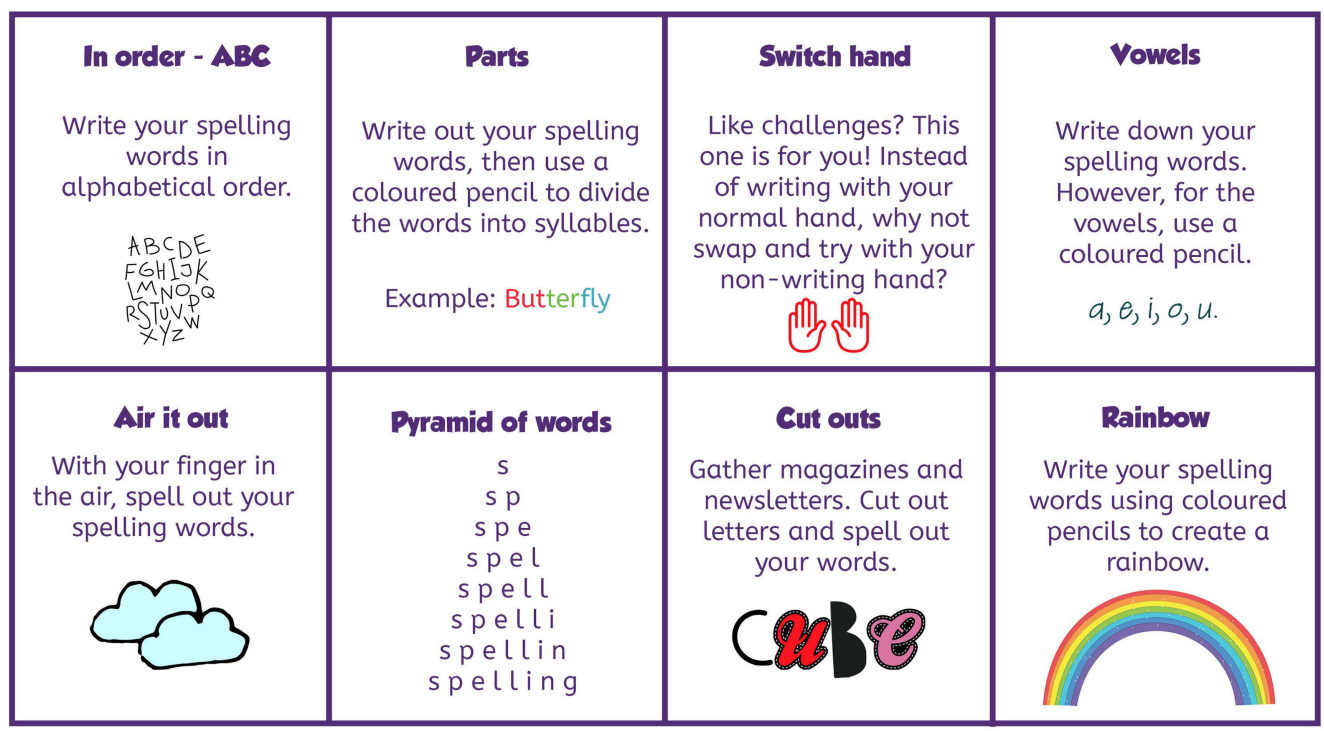 In order - ABC
Write your spelling
words in
alphabetical order.
ABCDE
FGHIJK
LMNOPQ
RSTUV
XYZW
Parts
Write out your spelling
words, then use a
coloured pencil to divide
the words into syllables.
Example: Butterfly
Switch hand
Like challenges? This
one is for you! Instead
of writing with your
normal hand, why not
swap and try with your
non-writing hand?
Vowels
Write down your
spelling words.
However, for the
vowels, use a
coloured pencil.
a, e, i, o, u.
Air it out
With your finger in
the air, spell out your
spelling words.
Pyramid of words
s
s p
s p e
s p e l
s p e l l
s p e l l i
s p e l l i n
s p e l l i n g
Cut outs
Gather magazines and
newsletters. Cut out
letters and spell out
your words.
CUBE
Rainbow
Write your spelling
words using coloured
pencils to create a
rainbow.